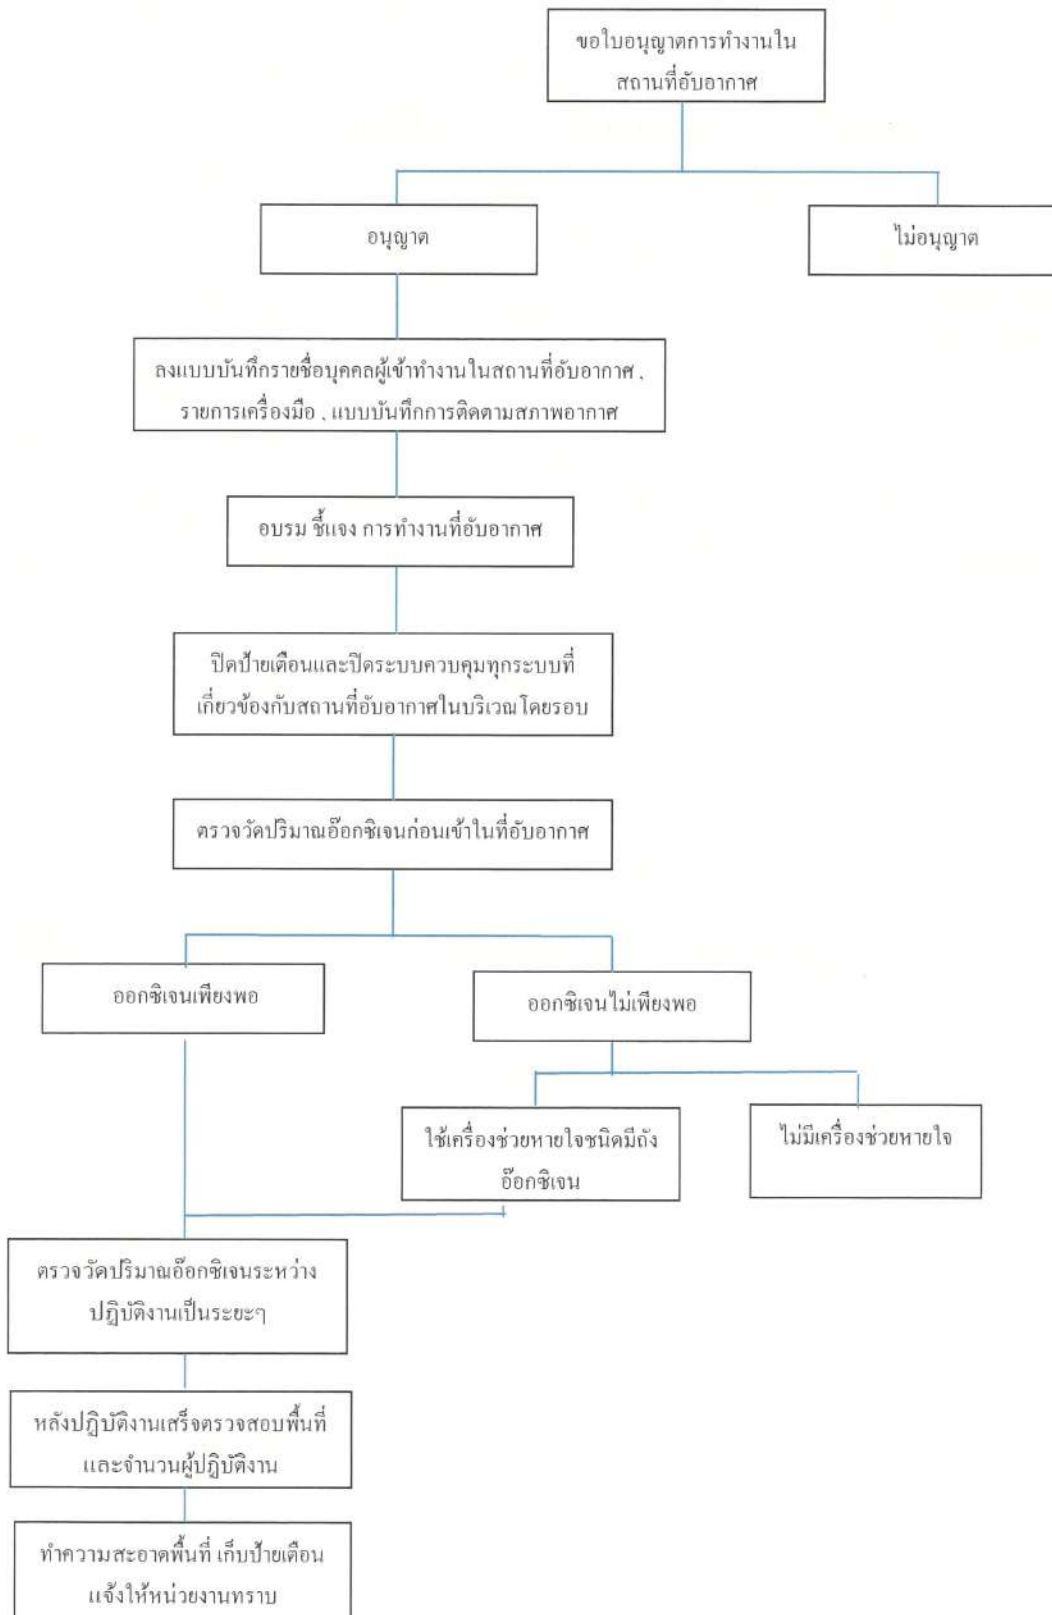 ขอใบอนุญาตการทำงานใน
สถานที่อับอากาศ
อนุญาต
ไม่อนุญาต
ลงแบบบันทึกรายชื่อบุคคลผู้เข้าทำงานในสถานที่อับอากาศ ,
รายการเครื่องมือ , แบบบันทึกการติดตามสภาพอากาศ
อบรม ชี้แจง การทำงานที่อับอากาศ
ปิดป้ายเตือนและปิดระบบควบคุมทุกระบบที่
เกี่ยวข้องกับสถานที่อับอากาศในบริเวณโดยรอบ
ตรวจวัดปริมาณอ๊อกซิเจนก่อนเข้าในที่อับอากาศ
ออกซิเจนเพียงพอ
ออกซิเจนไม่เพียงพอ
ใช้เครื่องช่วยหายใจชนิดมีถัง
อ๊อกซิเจน
ไม่มีเครื่องช่วยหายใจ
ตรวจวัดปริมาณอ๊อกซิเจนระหว่าง
ปฏิบัติงานเป็นระยะๆ
หลังปฏิบัติงานเสร็จตรวจสอบพื้นที่
และจำนวนผู้ปฏิบัติงาน
ทำความสะอาดพื้นที่ เก็บป้ายเตือน
แจ้งให้หน่วยงานทราบ